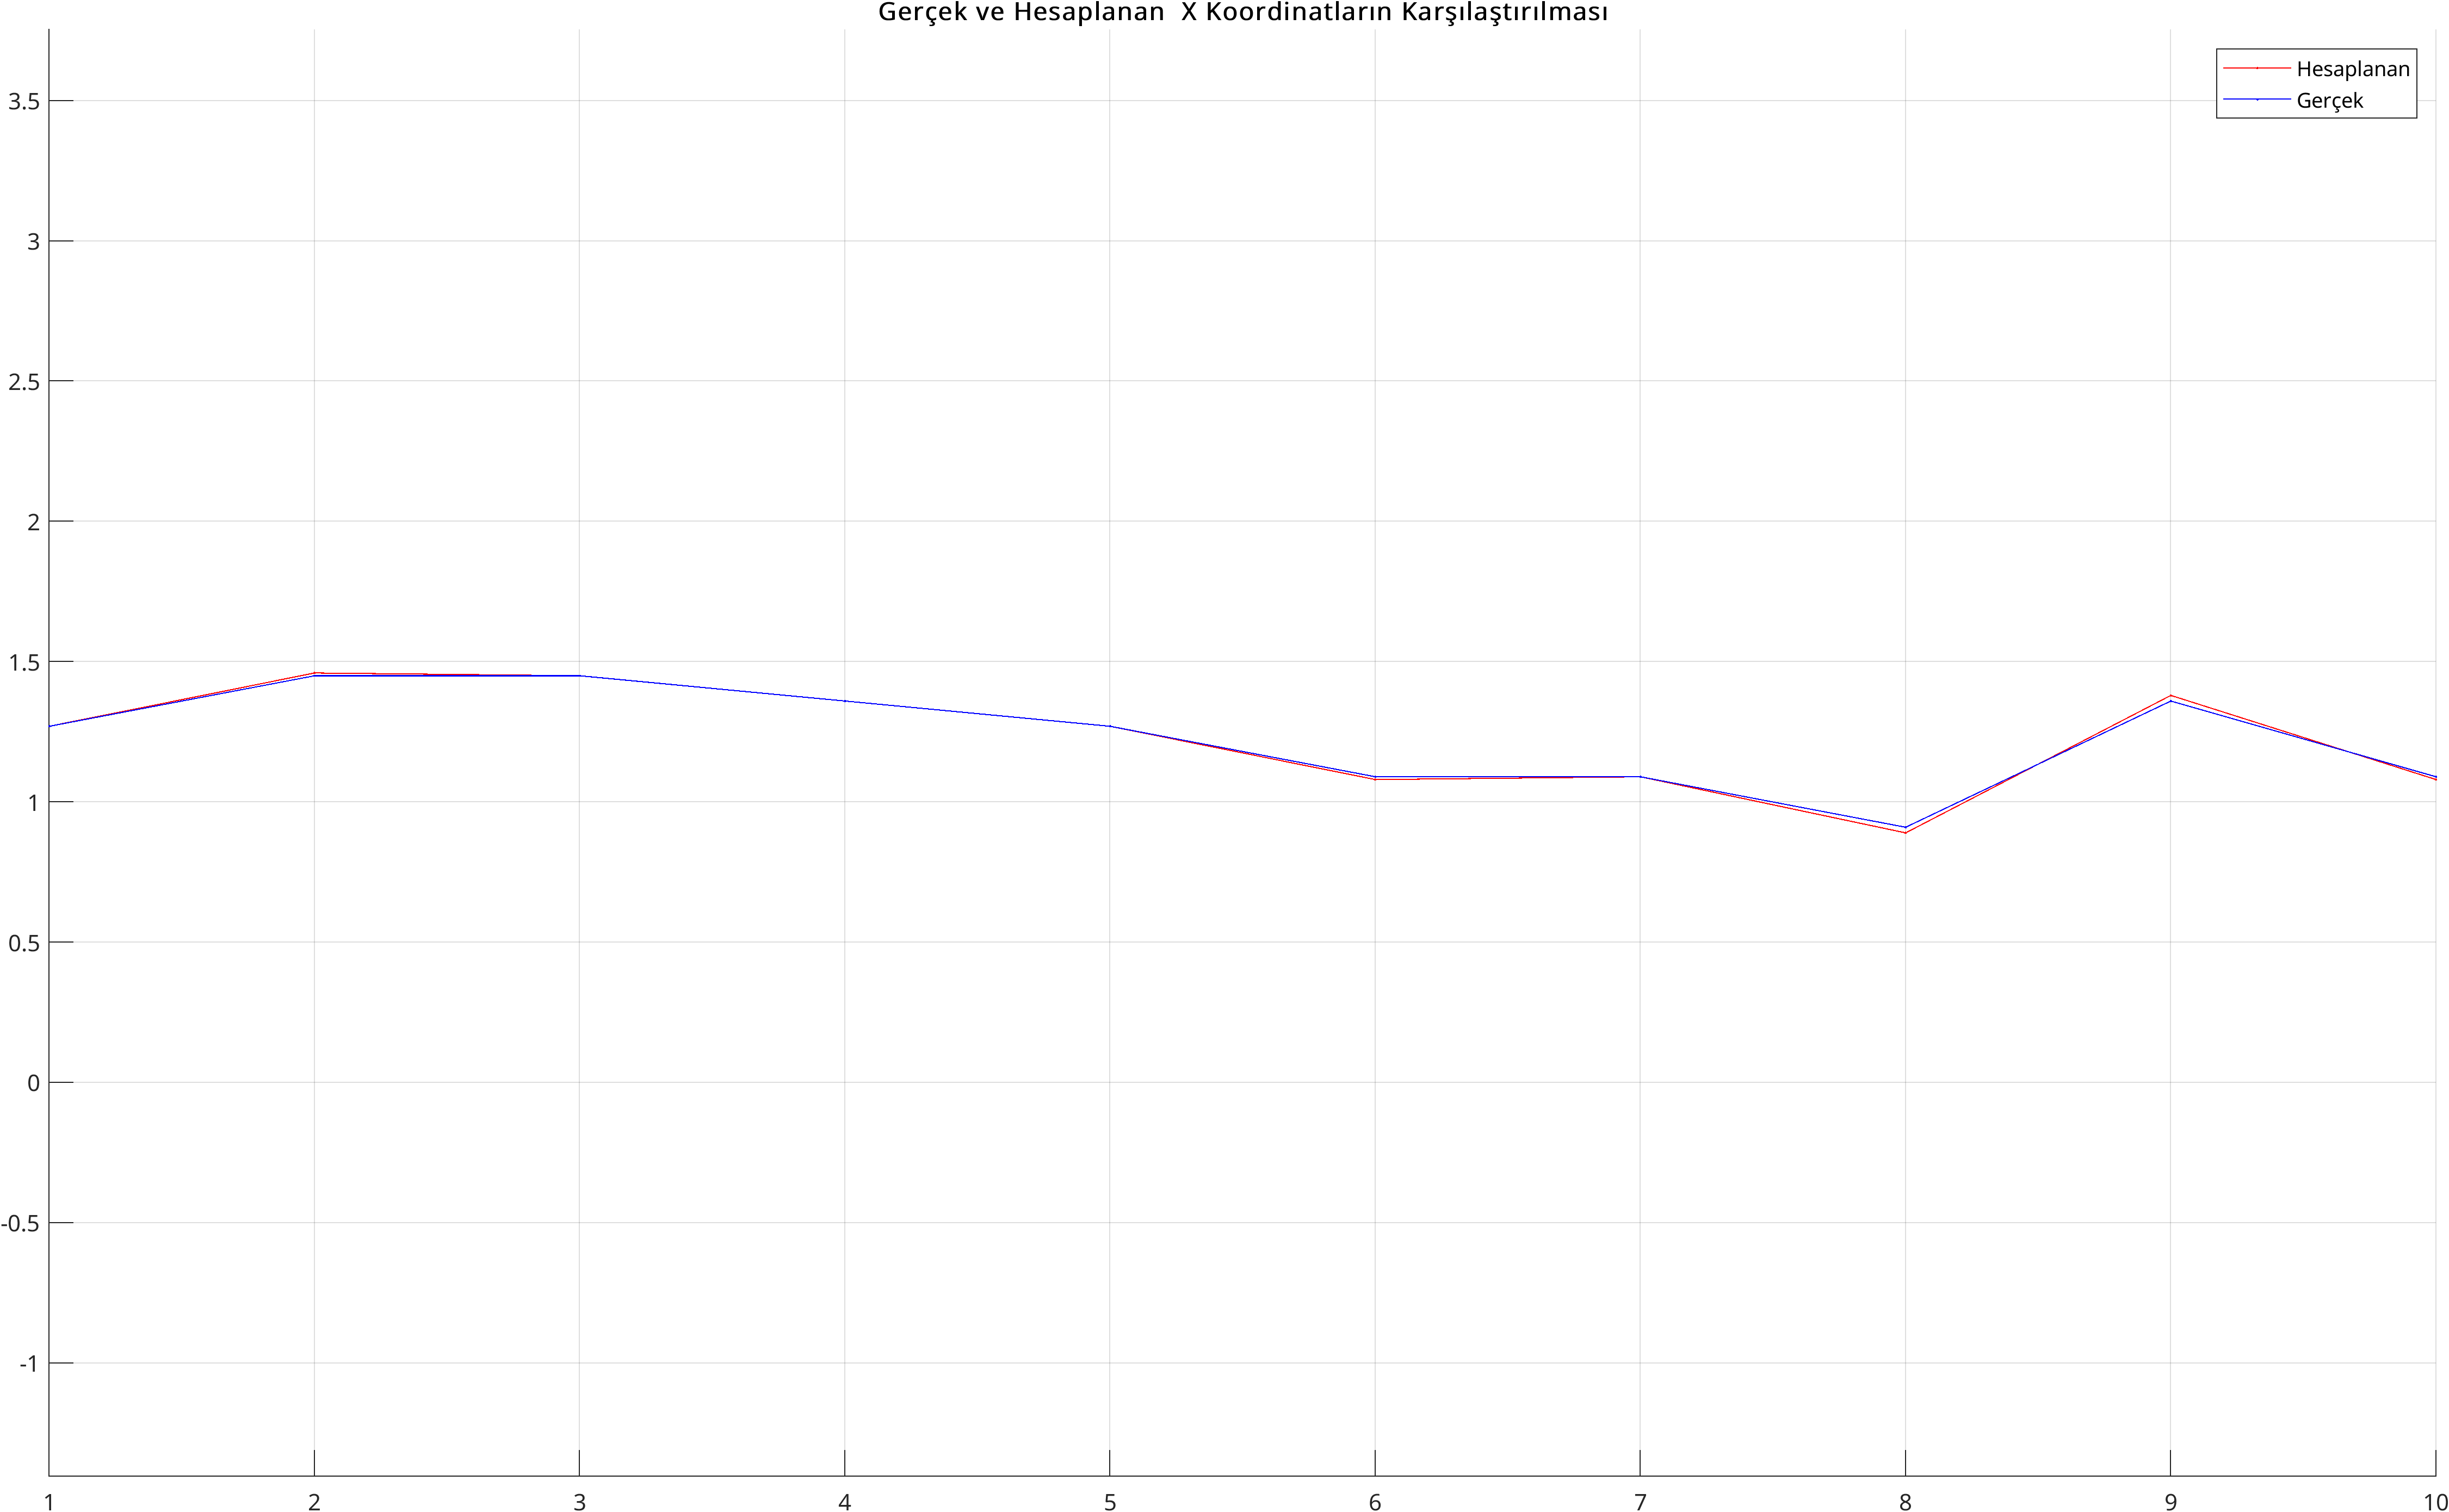 Gerçek ve Hesaplanan  X Koordinatların Karşılaştırılması
Hesaplanan
Gerçek
3.5
3
2.5
2
1.5
1
0.5
0
-0.5
-1
1 2 3 4 5 6 7 8 9 10